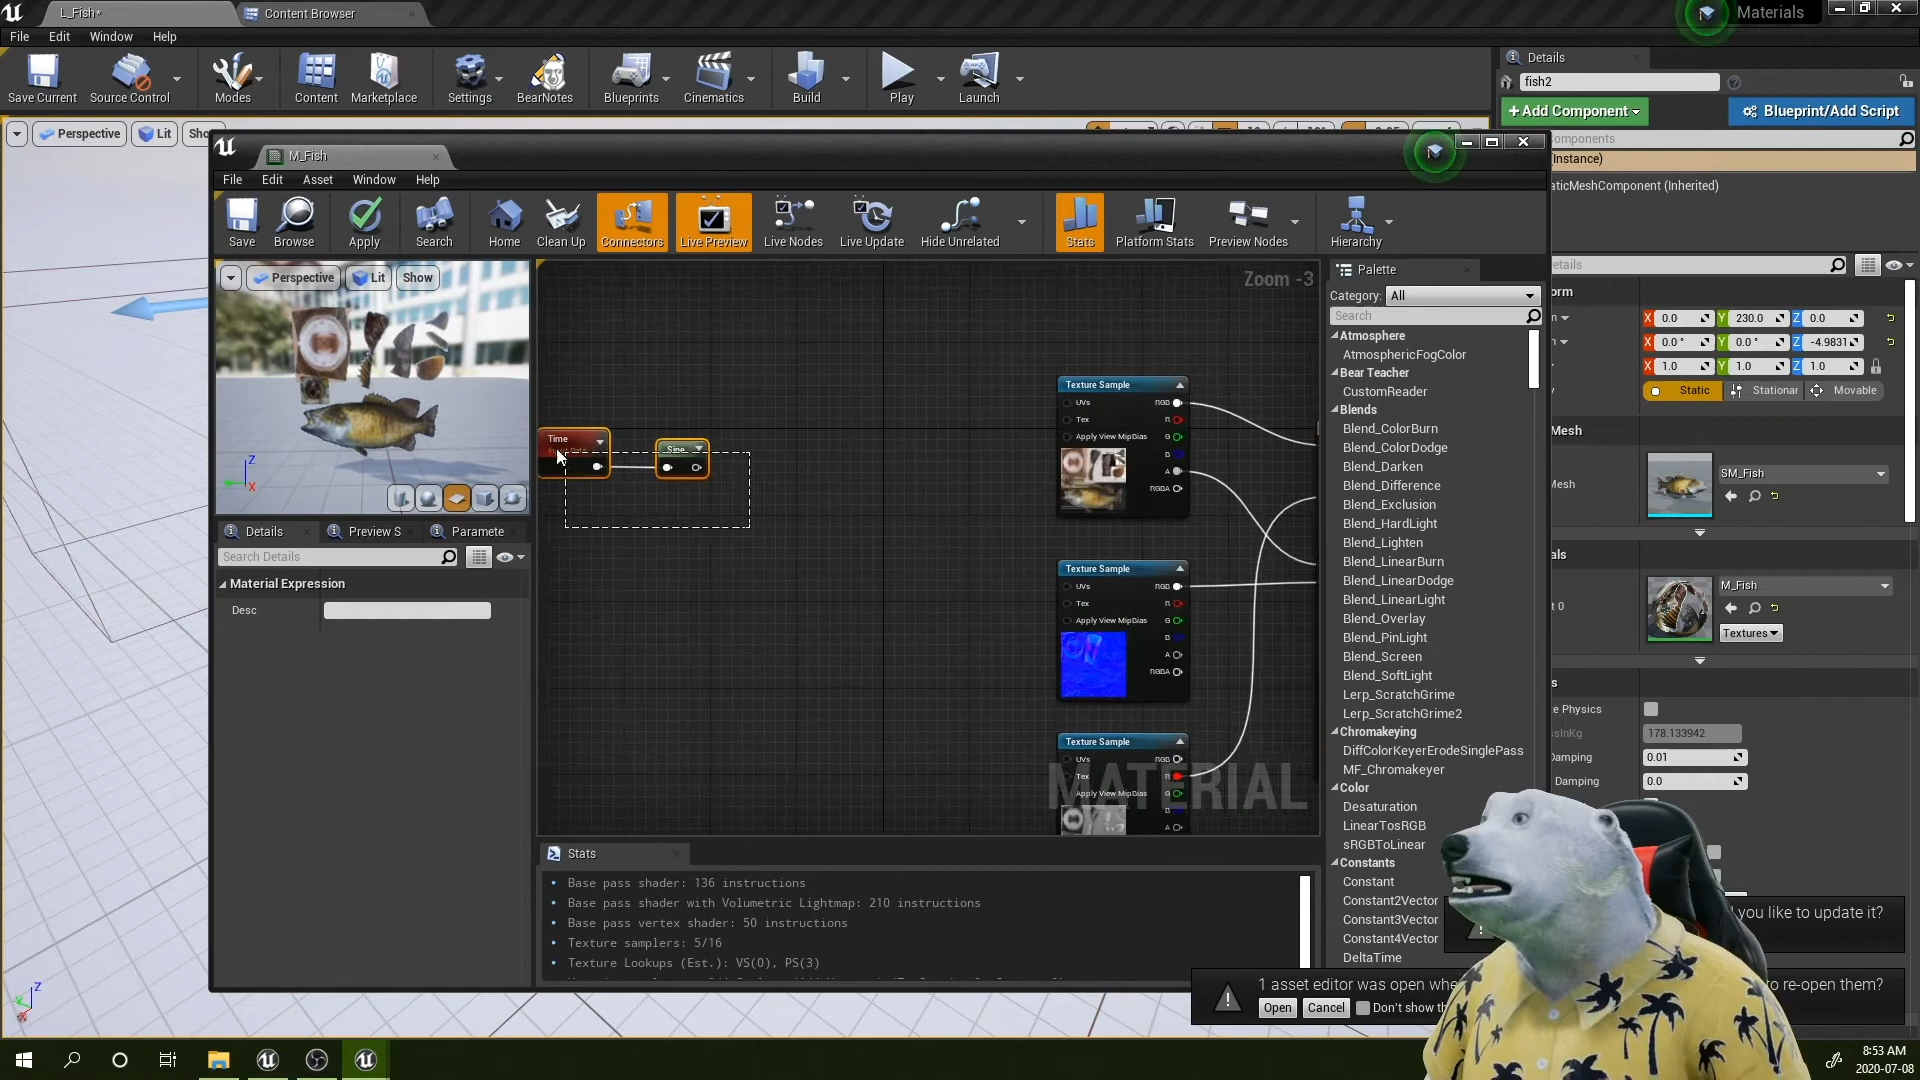 L_Fish*
Content Browser
Materials
File Edit Window Help
Save Current
Source Control
Modes
Content
Marketplace
Settings
BearNotes
Blueprints
Cinematics
Build
Play
Launch
Details
fish2
+Add Component
Blueprint/Add Script
Perspective
Lit
Sho
omponents
(Instance)
aticMeshComponent (Inherited)
M_Fish
File Edit Asset Window Help
Save
Browse
Apply
Search
Home
Clean Up
Connectors
Live Preview
Live Nodes
Live Update
Hide Unrelated
Stats
Platform Stats
Preview Nodes
Hierarchy
Perspective
Lit
Show
Z
X
Details
Preview S
Paramete
Search Details
Material Expression
Desc
Zoom -3
Time
Sine
Texture Sample
UVs
RGB
Tex
R
Apply View MipBias
G
B
A
RGBA
Texture Sample
UVs
RGB
Tex
R
Apply View MipBias
G
B
A
RGBA
Texture Sample
UVs
RGB
Tex
R
Apply View MipBias
G
B
A
MATERIAL
Stats
• Base pass shader: 136 instructions
• Base pass shader with Volumetric Lightmap: 210 instructions
• Base pass vertex shader: 50 instructions
• Texture samplers: 5/16
• Texture Lookups (Est.): VS(0), PS(3)
Palette
Category: All
Search
Atmosphere
AtmosphericFogColor
Bear Teacher
CustomReader
Blends
Blend_ColorBurn
Blend_ColorDodge
Blend_Darken
Blend_Difference
Blend_Exclusion
Blend_HardLight
Blend_Lighten
Blend_LinearBurn
Blend_LinearDodge
Blend_LinearLight
Blend_Overlay
Blend_PinLight
Blend_Screen
Blend_SoftLight
Lerp_ScratchGrime
Lerp_ScratchGrime2
Chromakeying
DiffColorKeyerErodeSinglePass
MF_Chromakeyer
Color
Desaturation
LinearTosRGB
sRGBToLinear
Constants
Constant
Constant2Vector
Constant3Vector
Constant4Vector
DeltaTime
etails
orm
X 0.0 Y 230.0 Z 0.0
X 0.0 ° Y 0.0 ° Z -4.9831
X 1.0 Y 1.0 Z 1.0
Static
Stationar
Movable
Mesh
Mesh
SM_Fish
als
t 0
M_Fish
Textures
s
e Physics
ssInKg
178.133942
Damping
0.01
Damping
0.0
you like to update it?
1 asset editor was open whe
to re-open them?
Open
Cancel
Don't show th
Z
Y
X
8:53 AM
2020-07-08